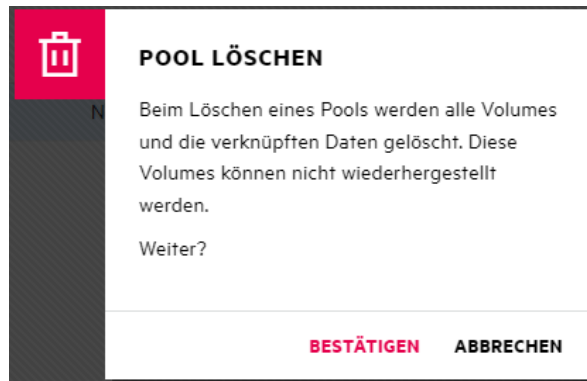 POOL LÖSCHEN
N
Beim Löschen eines Pools werden alle Volumes
und die verknüpften Daten gelöscht. Diese
Volumes können nicht wiederhergestellt
werden.
Weiter?
BESTÄTIGEN ABBRECHEN